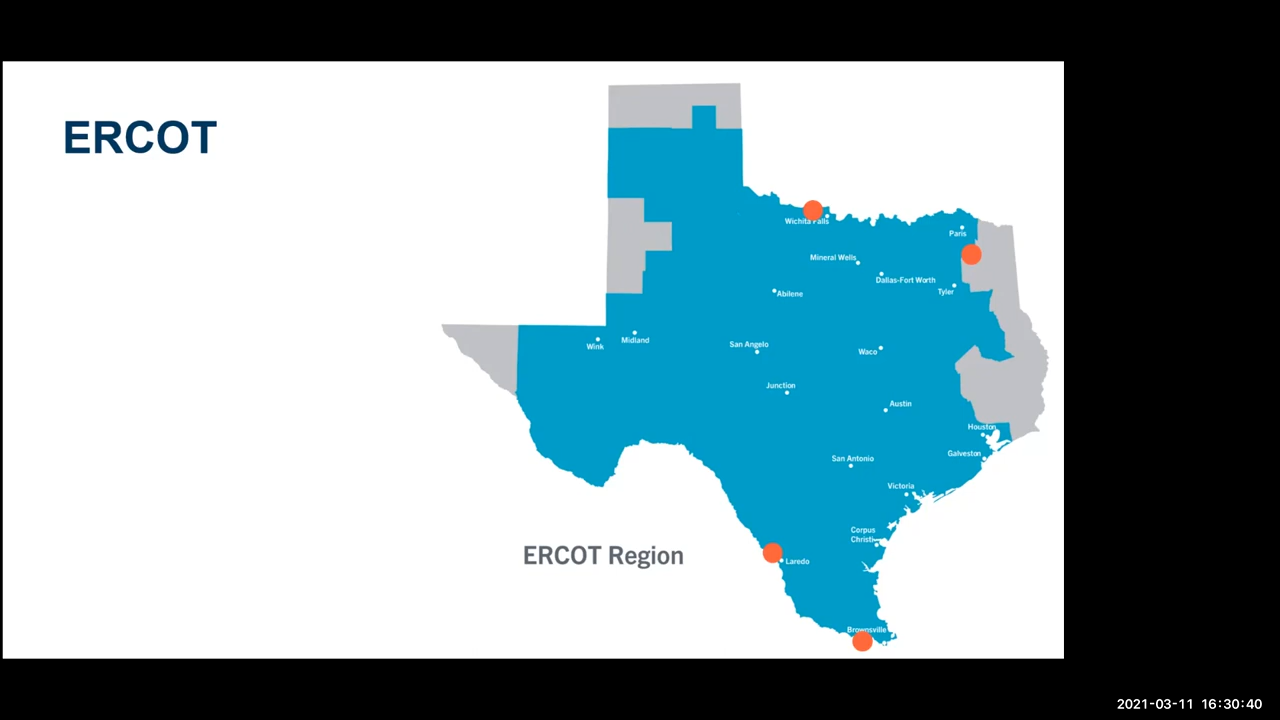 ERCOT
Wichita Falls
Paris
Mineral Wells
Dallas-Fort Worth
Tyler
Abilene
Wink
Midland
San Angelo
Waco
Junction
Austin
Houston
Galveston
San Antonio
Victoria
Corpus
Christi
ERCOT Region
Laredo
Brownsville
2021-03-11 16:30:40